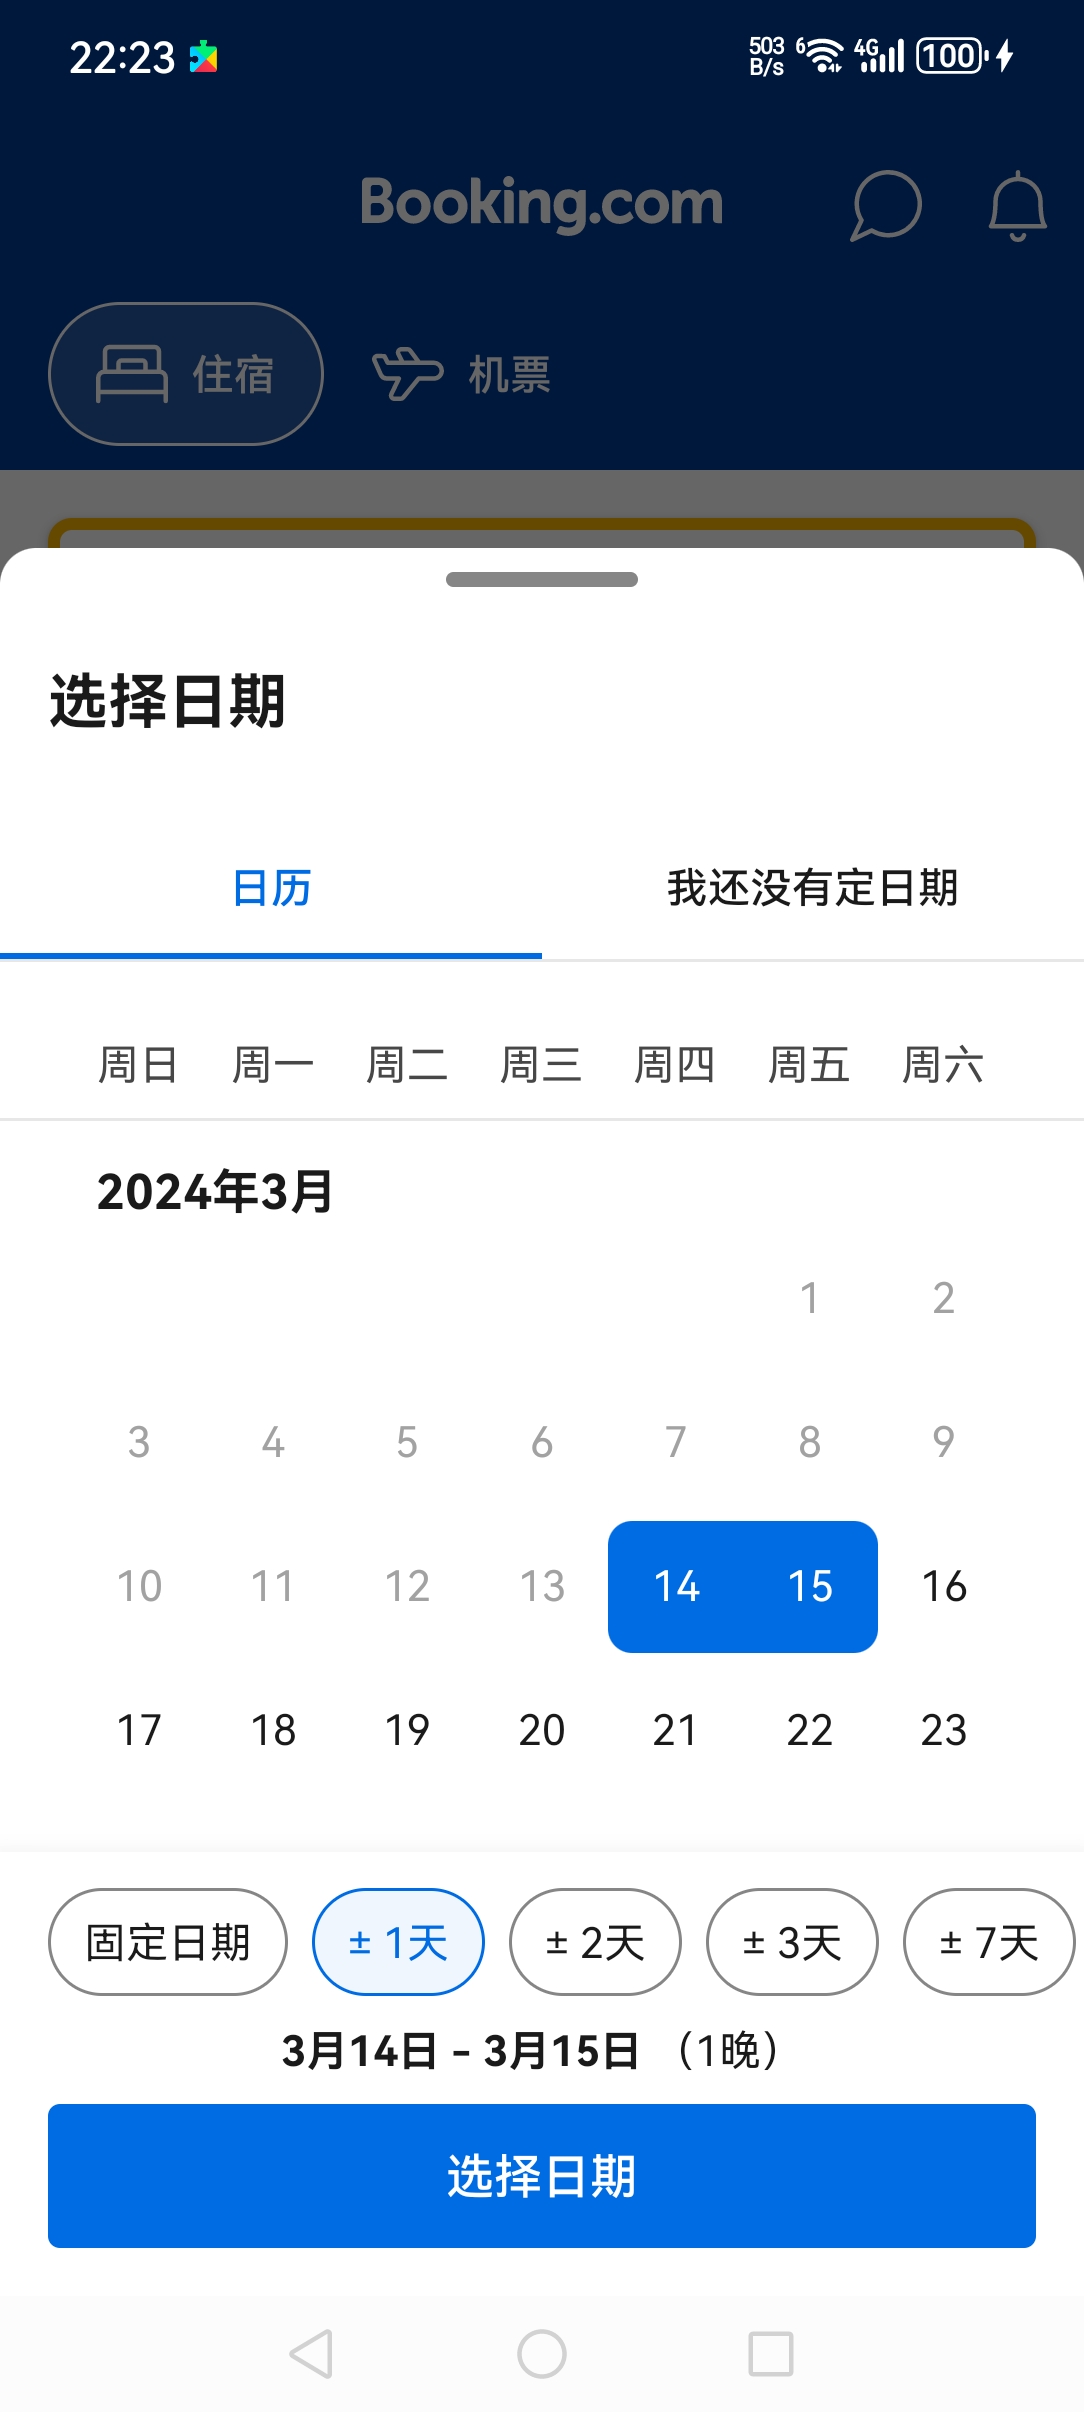 22:23 503 B/s 6 4G 100
Booking.com
住宿 机票
选择日期
日历 我还没有定日期
周日 周一 周二 周三 周四 周五 周六
2024年3月
1 2
3 4 5 6 7 8 9
10 11 12 13 14 15 16
17 18 19 20 21 22 23
固定日期 ± 1天 ± 2天 ± 3天 ± 7天
3月14日 - 3月15日 （1晚）
选择日期